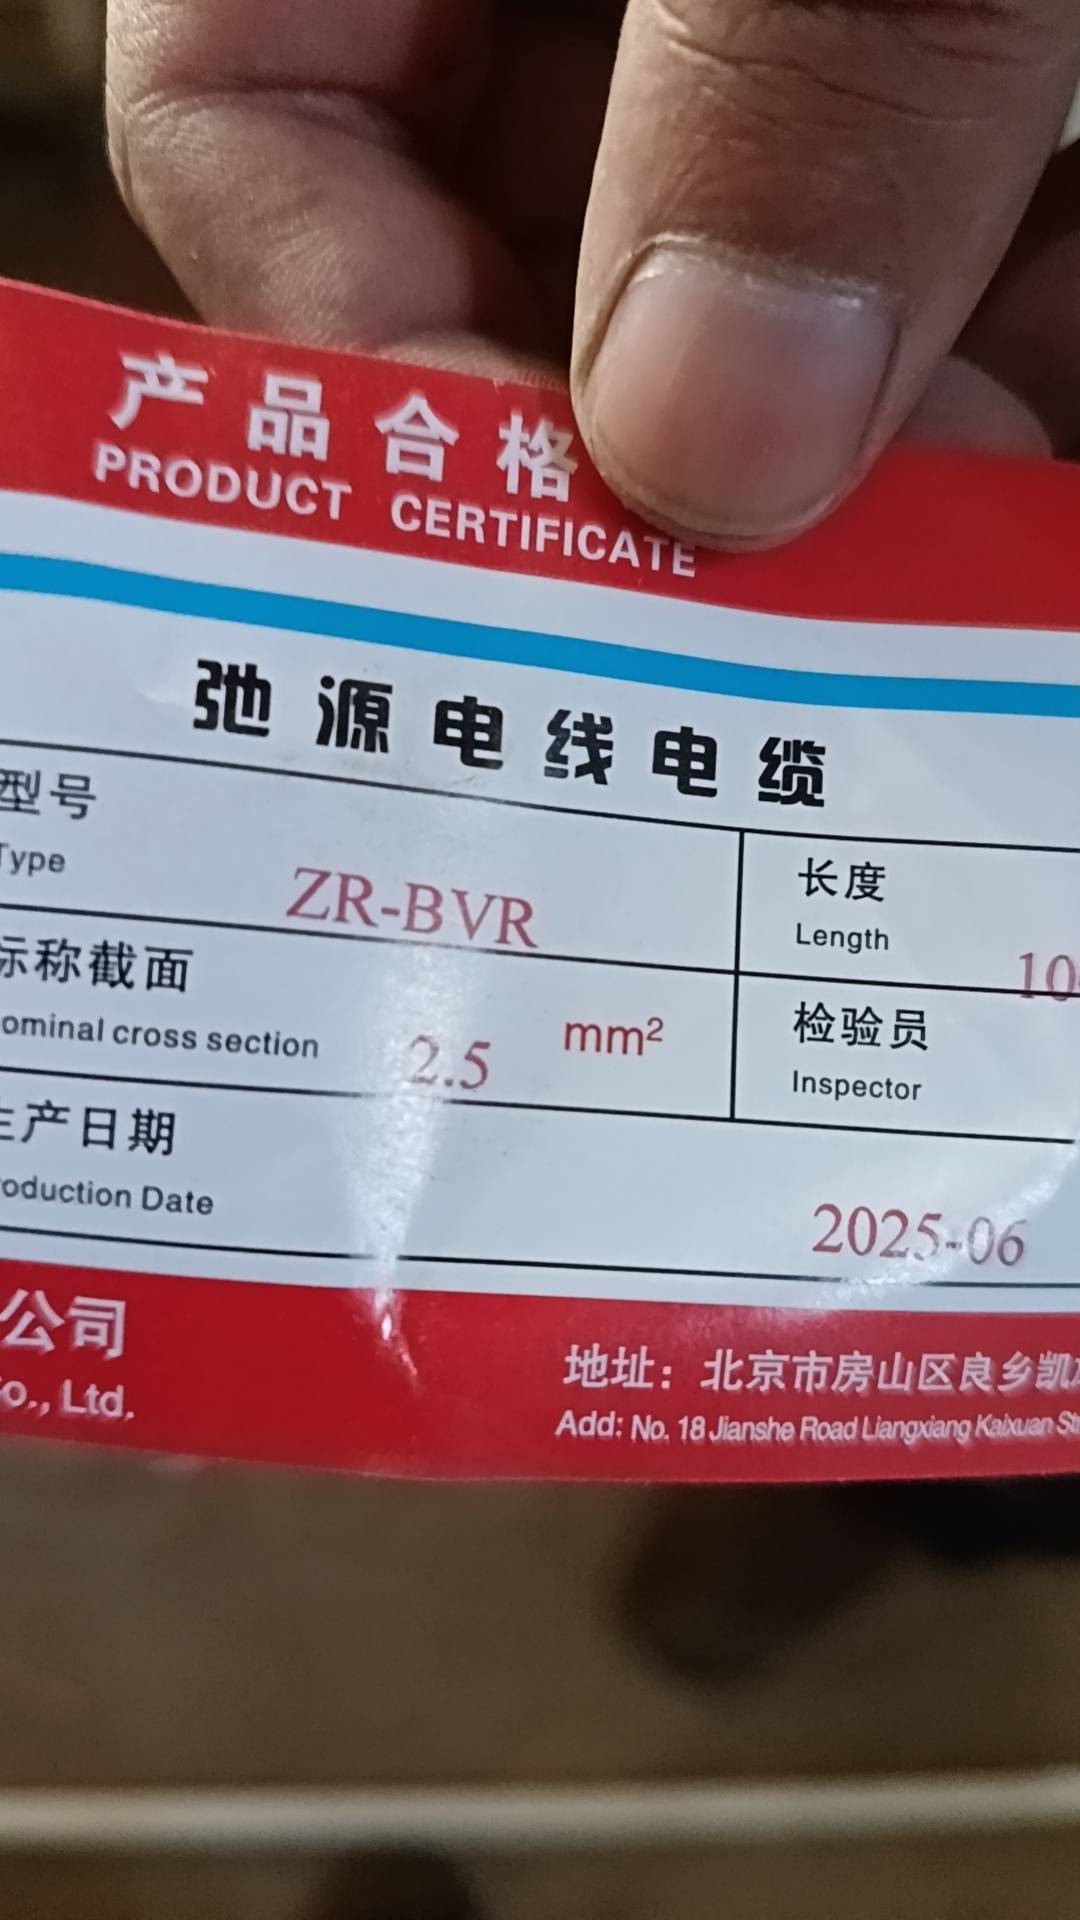 产品合格
PRODUCT CERTIFICATE
弛源电线电缆
型号
Type
ZR-BVR
长度
Length
10
标称截面
ominal cross section
2.5 mm²
检验员
Inspector
生产日期
oduction Date
2025-06
公司
Co., Ltd.
地址：北京市房山区良乡凯
Add: No. 18 Jianshe Road Liangxiang Kaixuan St